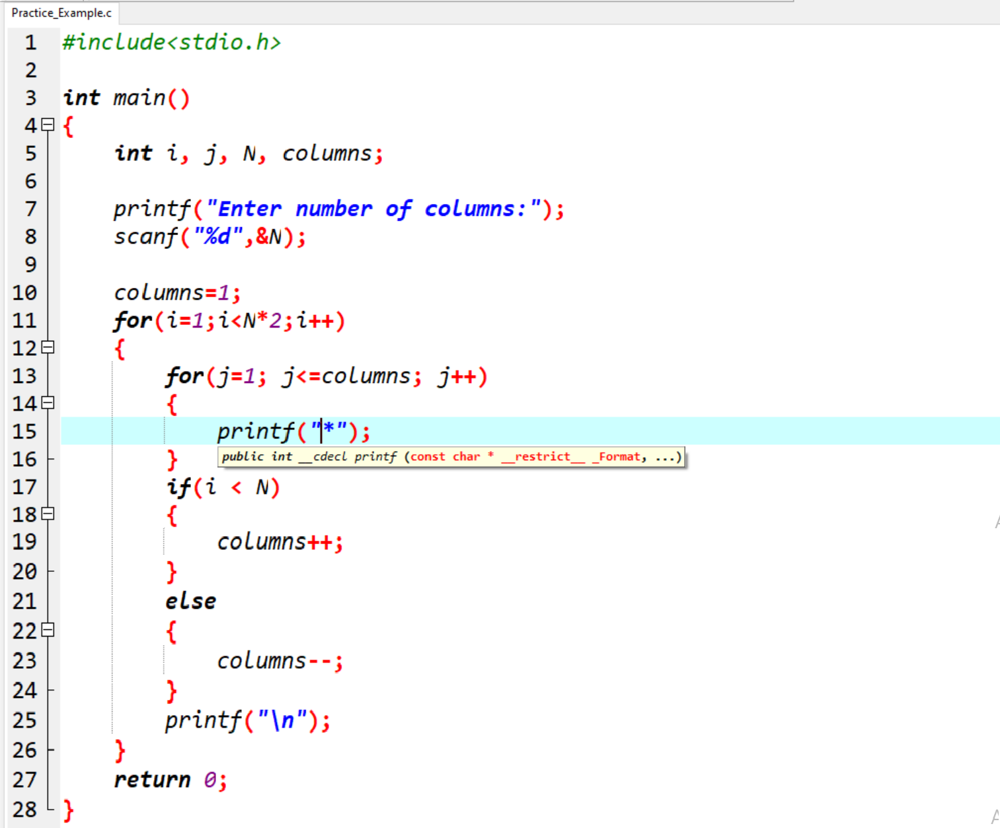 Practice_Example.c
1 #include<stdio.h>
2
3 int main()
4 {
5 int i, j, N, columns;
6
7 printf("Enter number of columns:");
8 scanf("%d",&N);
9
10 columns=1;
11 for(i=1;i<N*2;i++)
12 {
13 for(j=1; j<=columns; j++)
14 {
15 printf("*");
16 }
public int __cdecl printf (const char * __restrict__ _Format, ...)
17 if(i < N)
18 {
19 columns++;
20 }
21 else
22 {
23 columns--;
24 }
25 printf("\n");
26 }
27 return 0;
28 }